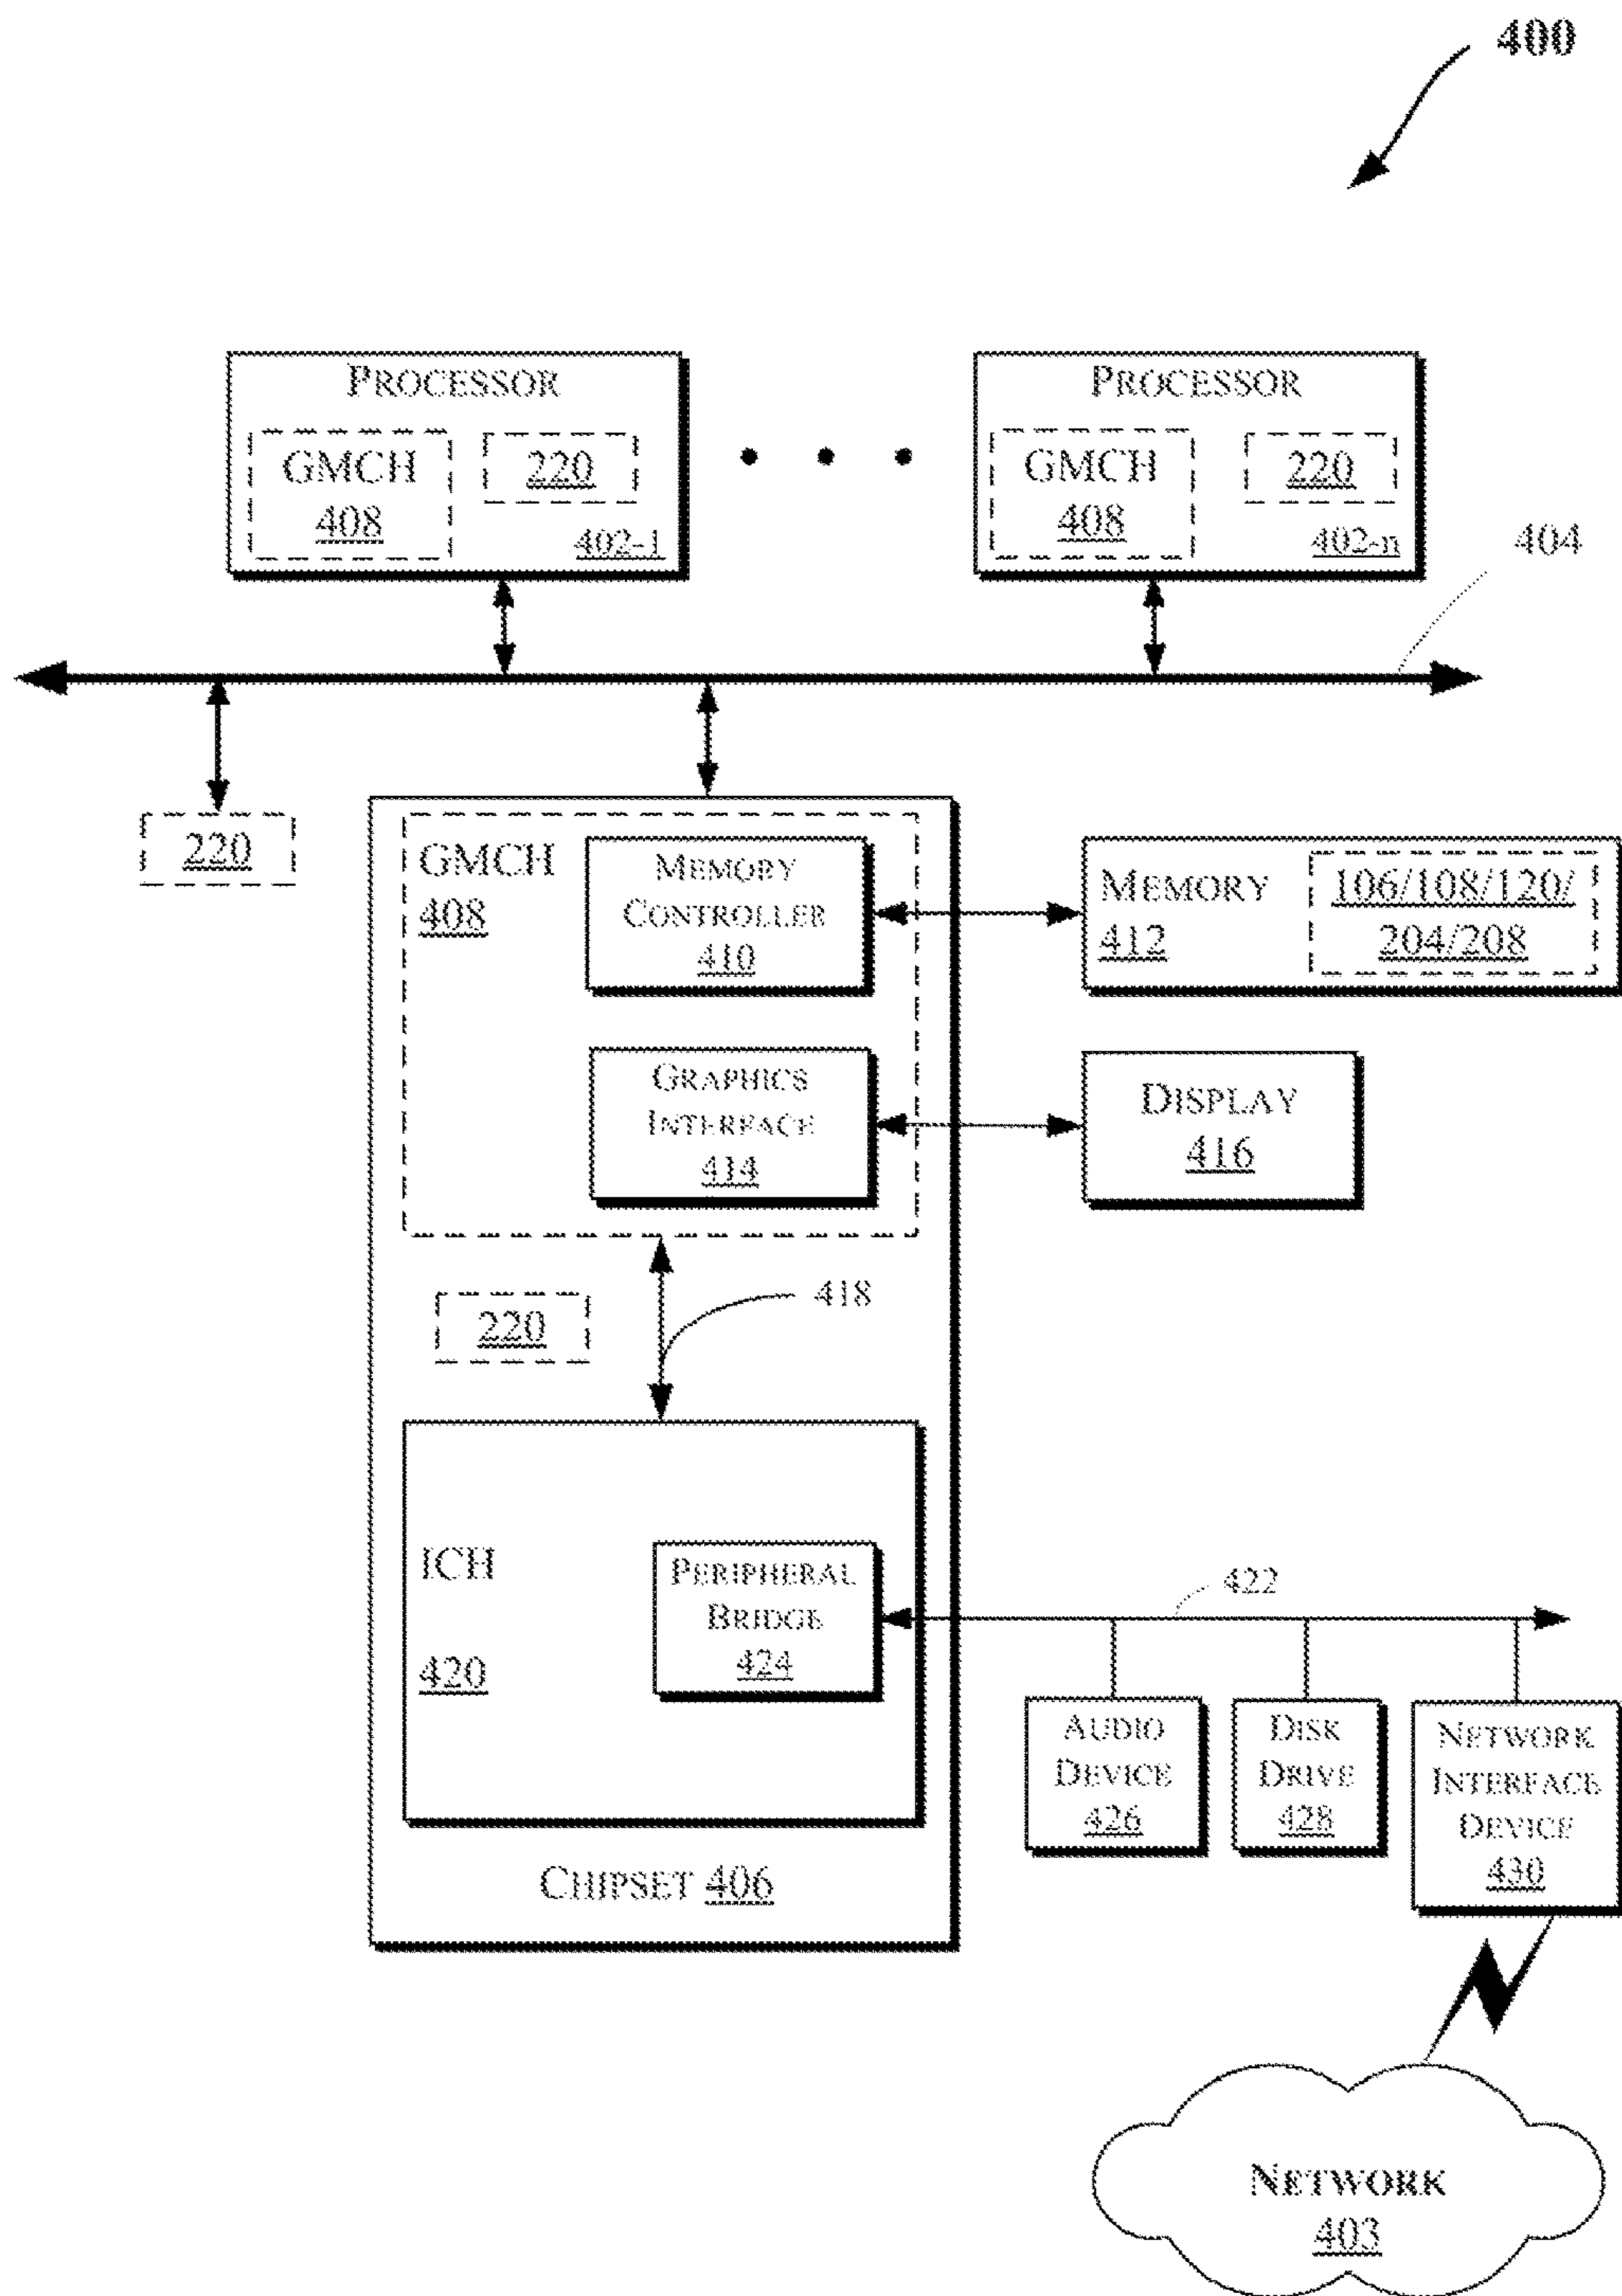 400
PROCESSOR
GMCH
408
220
402-1
PROCESSOR
GMCH
408
220
402-n
404
220
GMCH
408
MEMORY
CONTROLLER
410
MEMORY
412
106/108/120/
204/208
GRAPHICS
INTERFACE
414
DISPLAY
416
418
220
ICH
420
PERIPHERAL
BRIDGE
424
422
AUDIO
DEVICE
426
DISK
DRIVE
428
NETWORK
INTERFACE
DEVICE
430
CHIPSET 406
NETWORK
403